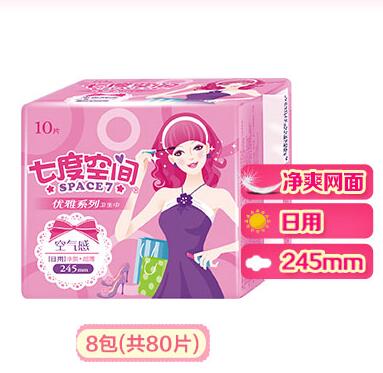 10片
七度空间
SPACE7
优雅系列卫生巾
空气感
[日用]净爽·超薄
245mm
净爽网面
日用
245mm
8包(共80片)